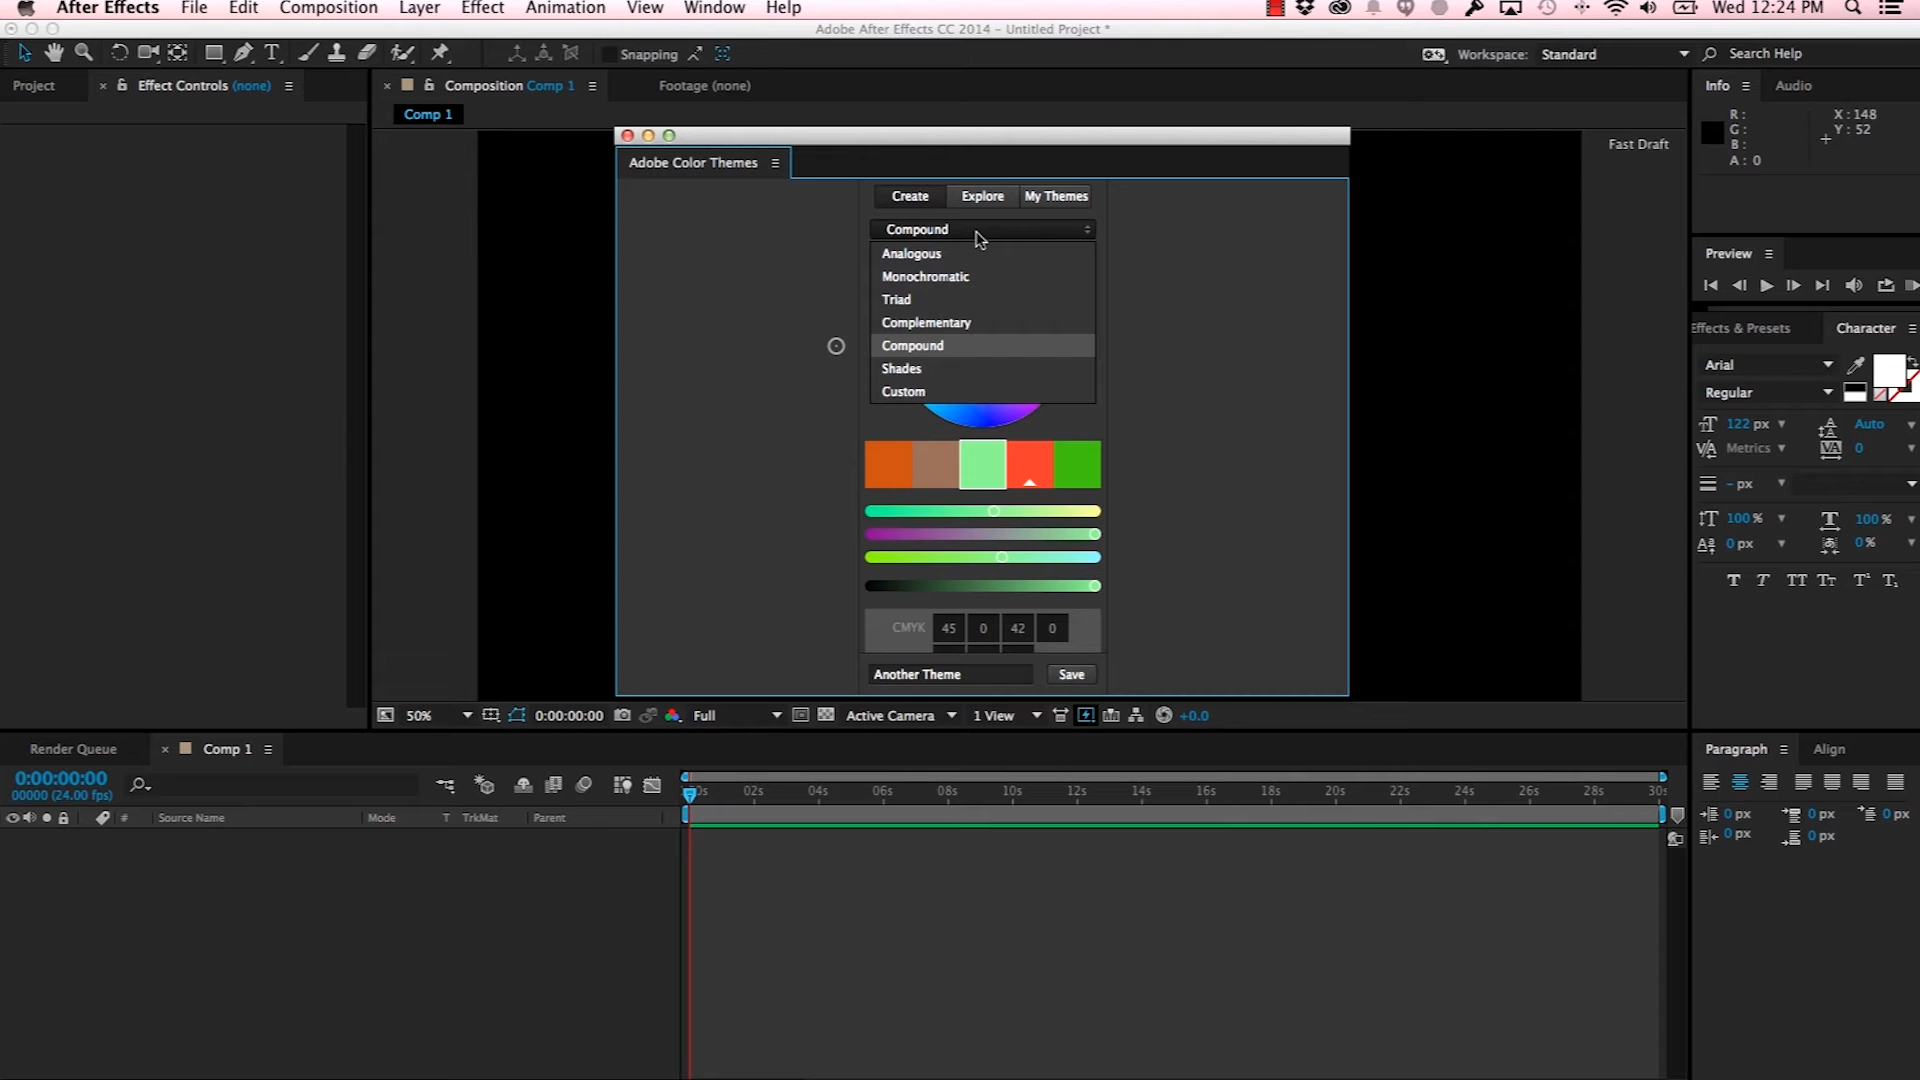 After Effects File Edit Composition Layer Effect Animation View Window Help Wed 12:24 PM
Adobe After Effects CC 2014 – Untitled Project *
Snapping Workspace: Standard Search Help
Project × Effect Controls (none) × Composition Comp 1 Footage (none) Info Audio
Comp 1
R: X: 148
G: Y: 52
B:
A: 0
Fast Draft
Adobe Color Themes
Create Explore My Themes
Compound
Analogous
Monochromatic
Triad
Complementary
Compound
Shades
Custom
CMYK 45 0 42 0
Another Theme Save
Preview
Effects & Presets Character
Arial
Regular
122 px Auto
Metrics 0
- px
100 % 100 %
0 px 0 %
T T TT Tt T¹ T₁
50% 0:00:00:00 Full Active Camera 1 View +0.0
Render Queue × Comp 1
0:00:00:00
00000 (24.00 fps)
# Source Name Mode T TrkMat Parent
0s 02s 04s 06s 08s 10s 12s 14s 16s 18s 20s 22s 24s 26s 28s 30s
Paragraph Align
0 px 0 px 0 px
0 px 0 px